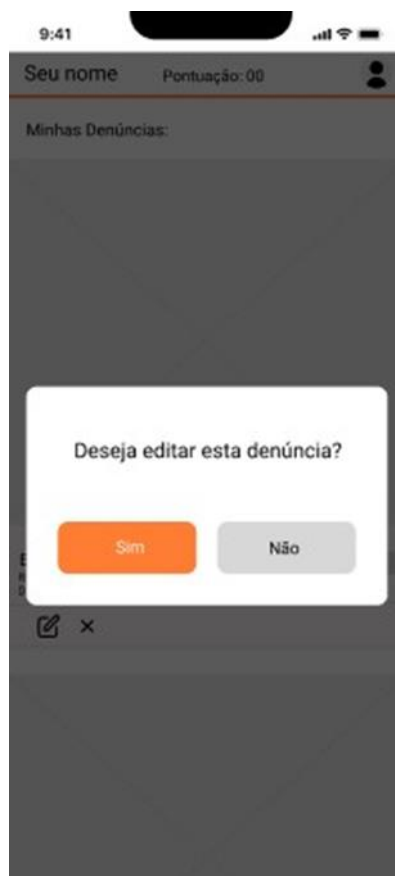 9:41
Seu nome Pontuação: 00
Minhas Denúncias:
Deseja editar esta denúncia?
Sim Não